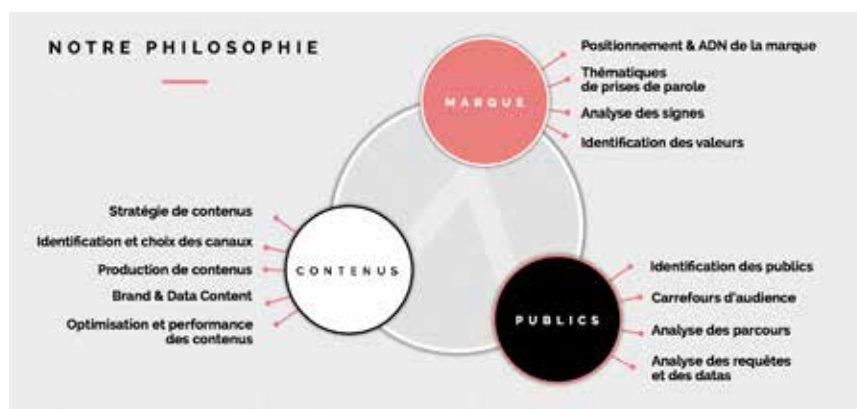 NOTRE PHILOSOPHIE
MARQUE
Positionnement & ADN de la marque
Thématiques
de prises de parole
Analyse des signes
Identification des valeurs
CONTENUS
Stratégie de contenus
Identification et choix des canaux
Production de contenus
Brand & Data Content
Optimisation et performance
des contenus
PUBLICS
Identification des publics
Carrefours d'audience
Analyse des parcours
Analyse des requêtes
et des datas